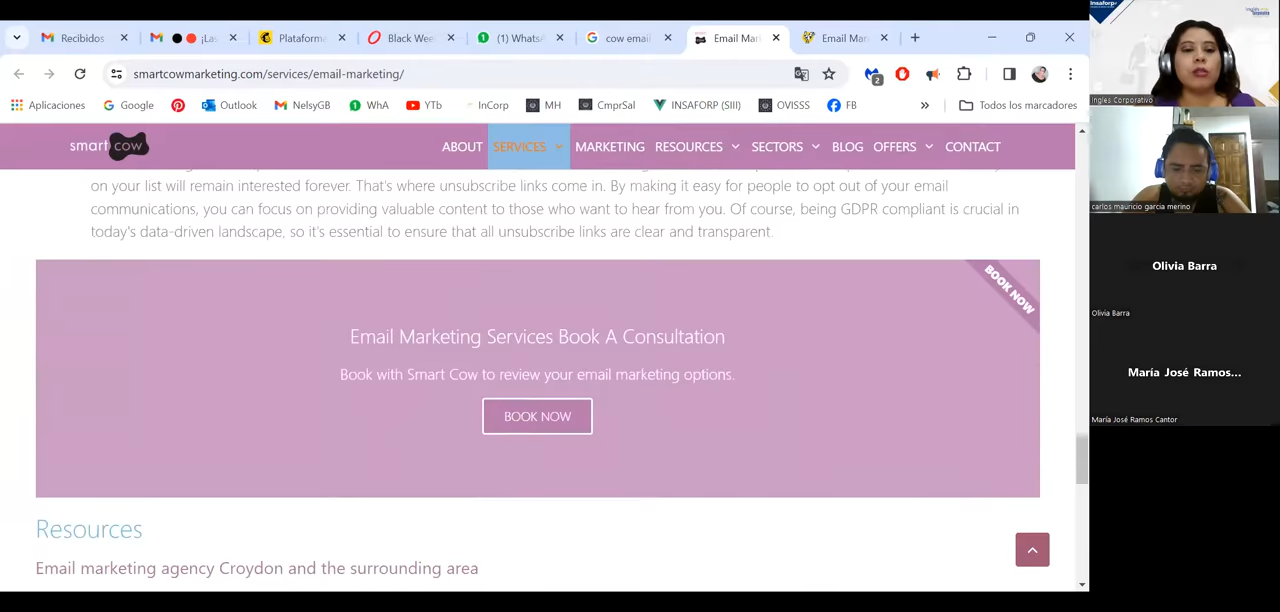 Recibidos
¡Las
Plataform
Black Wee
(1) WhatsA
cow email
Email Mar
Email Mar
smartcowmarketing.com/services/email-marketing/
2
Aplicaciones
Google
Outlook
NelsyGB
WhA
YTE
InCorp
MH
CmprSal
INSAFORP (SIII)
OVISSS
FB
»
Todos los marcadores
smart cow
ABOUT
SERVICES
MARKETING
RESOURCES
SECTORS
BLOG
OFFERS
CONTACT
on your list will remain interested forever. That's where unsubscribe links come in. By making it easy for people to opt out of your email
communications, you can focus on providing valuable content to those who want to hear from you. Of course, being GDPR compliant is crucial in
today's data-driven landscape, so it's essential to ensure that all unsubscribe links are clear and transparent.
BOOK NOW
Email Marketing Services Book A Consultation
Book with Smart Cow to review your email marketing options.
BOOK NOW
Resources
Email marketing agency Croydon and the surrounding area
Insaforp
Ingles Corporativo
carlos mauricio garcia merino
Olivia Barra
Olivia Barra
María José Ramos...
María José Ramos Cantor